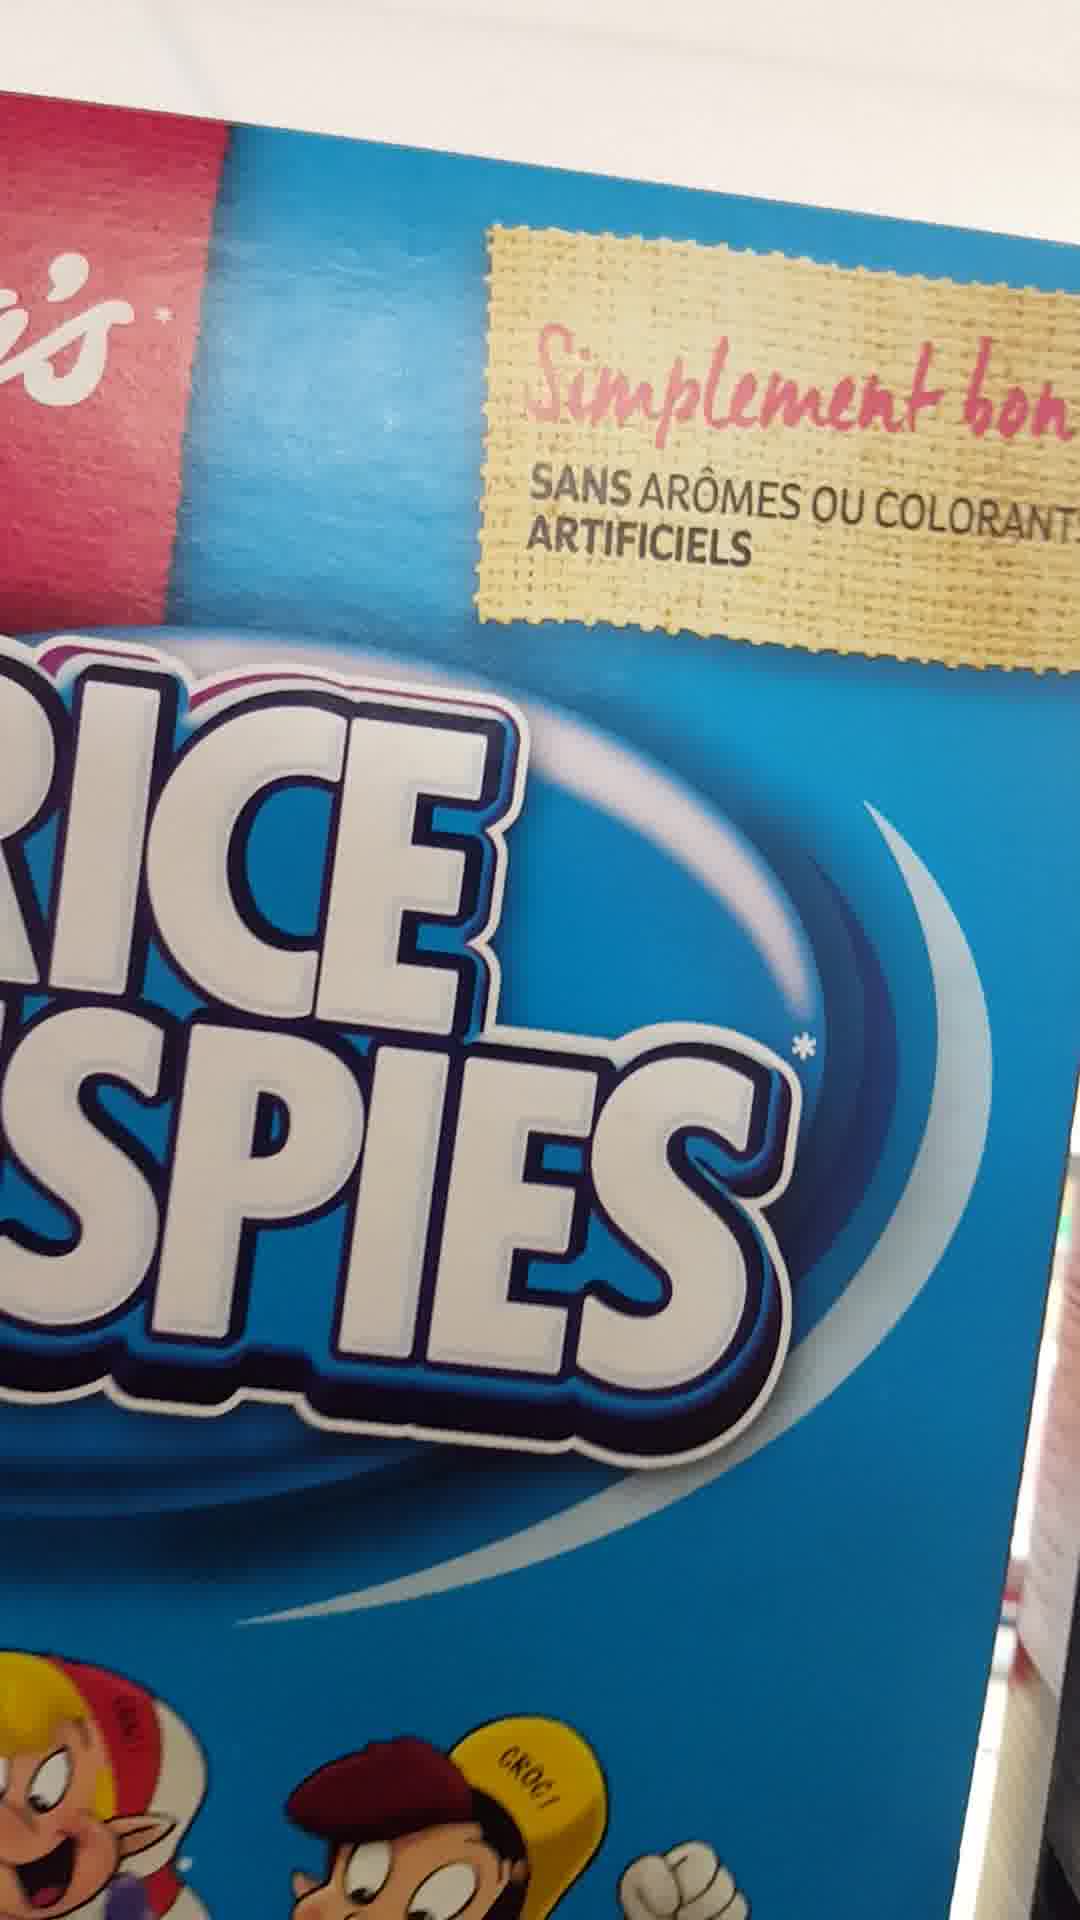 's*
Simplement bon
SANS ARÔMES OU COLORANTS
ARTIFICIELS
RICE
SPIES*
CROC!